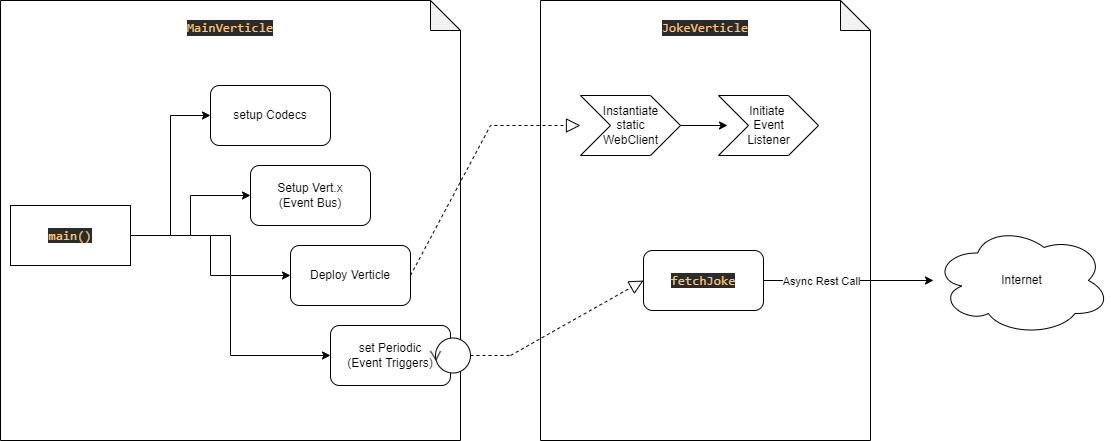 MainVerticle
JokeVerticle
setup Codecs
Instantiate
static
WebClient
Initiate
Event
Listener
Setup Vert.x
(Event Bus)
main()
Deploy Verticle
fetchJoke
Async Rest Call
Internet
set Periodic
(Event Triggers)